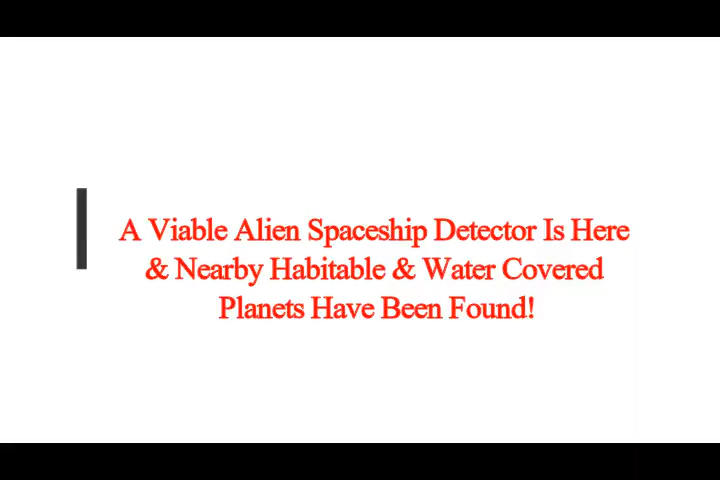 A Viable Alien Spaceship Detector Is Here
& Nearby Habitable & Water Covered
Planets Have Been Found!